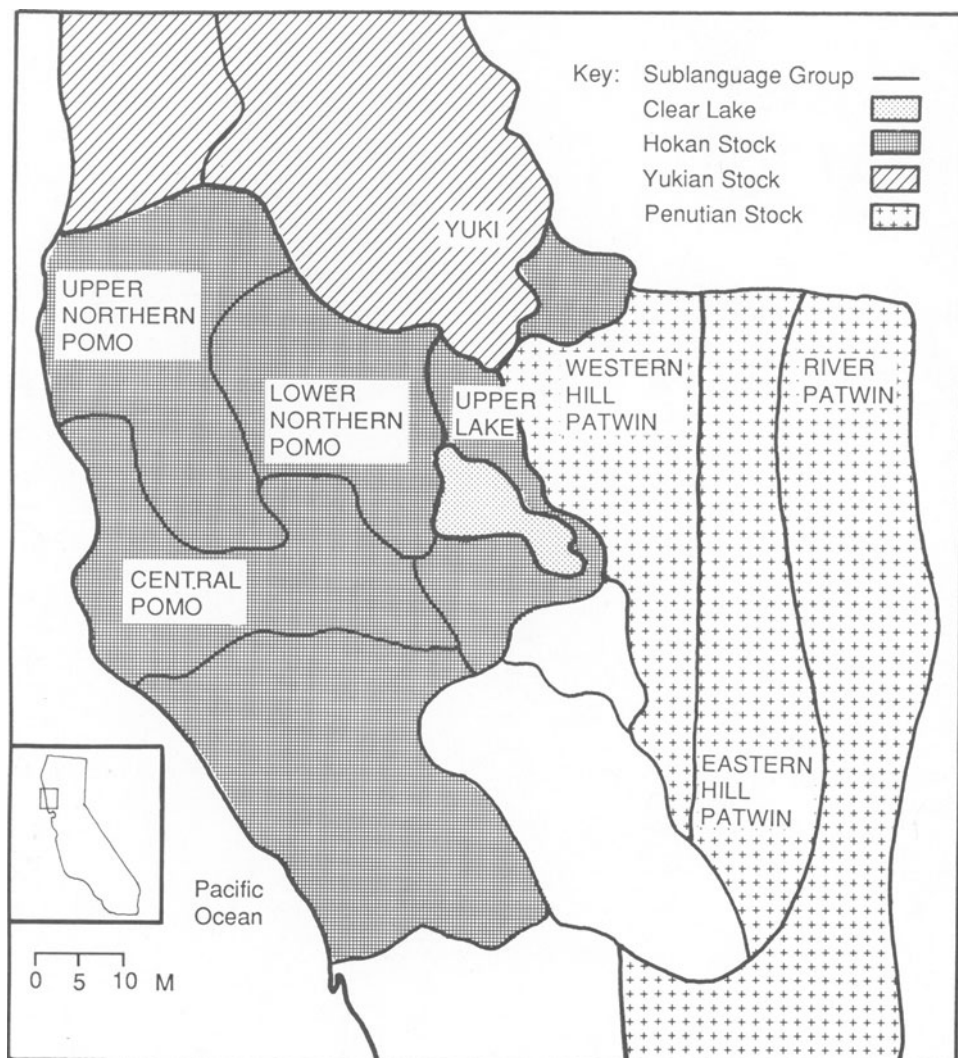 Key: Sublanguage Group
Clear Lake
Hokan Stock
Yukian Stock
Penutian Stock
YUKI
UPPER
NORTHERN
POMO
LOWER
NORTHERN
POMO
UPPER
LAKE
WESTERN
HILL
PATWIN
RIVER
PATWIN
CENTRAL
POMO
EASTERN
HILL
PATWIN
Pacific
Ocean
0 5 10 M